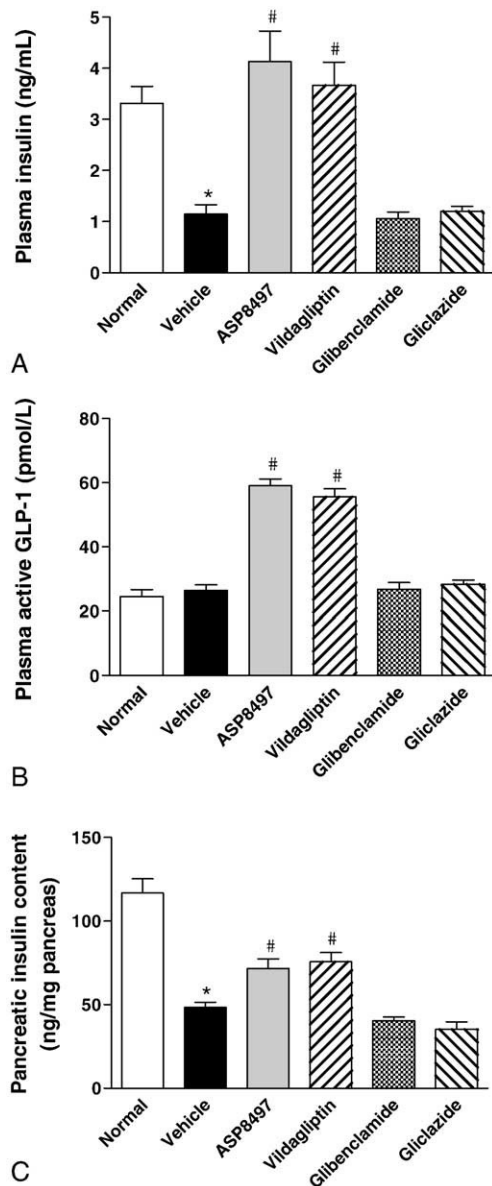 Plasma insulin (ng/mL)
5
4
3
2
1
0
*
#
#
Normal
Vehicle
ASP8497
Vildagliptin
Glibenclamide
Gliclazide
A
Plasma active GLP-1 (pmol/L)
80
60
40
20
0
#
#
Normal
Vehicle
ASP8497
Vildagliptin
Glibenclamide
Gliclazide
B
Pancreatic insulin content
(ng/mg pancreas)
150
100
50
0
*
#
#
Normal
Vehicle
ASP8497
Vildagliptin
Glibenclamide
Gliclazide
C